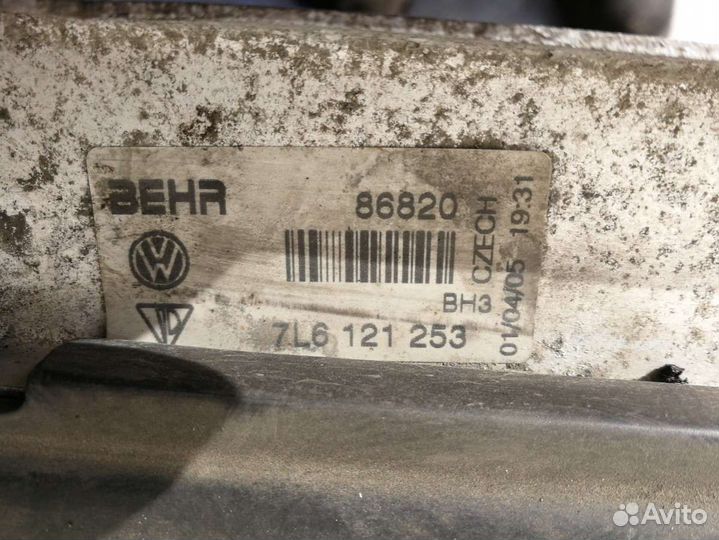 BEHR
86820
CZECH
01/04/05 19:31
BH3
7L6 121 253
Avito